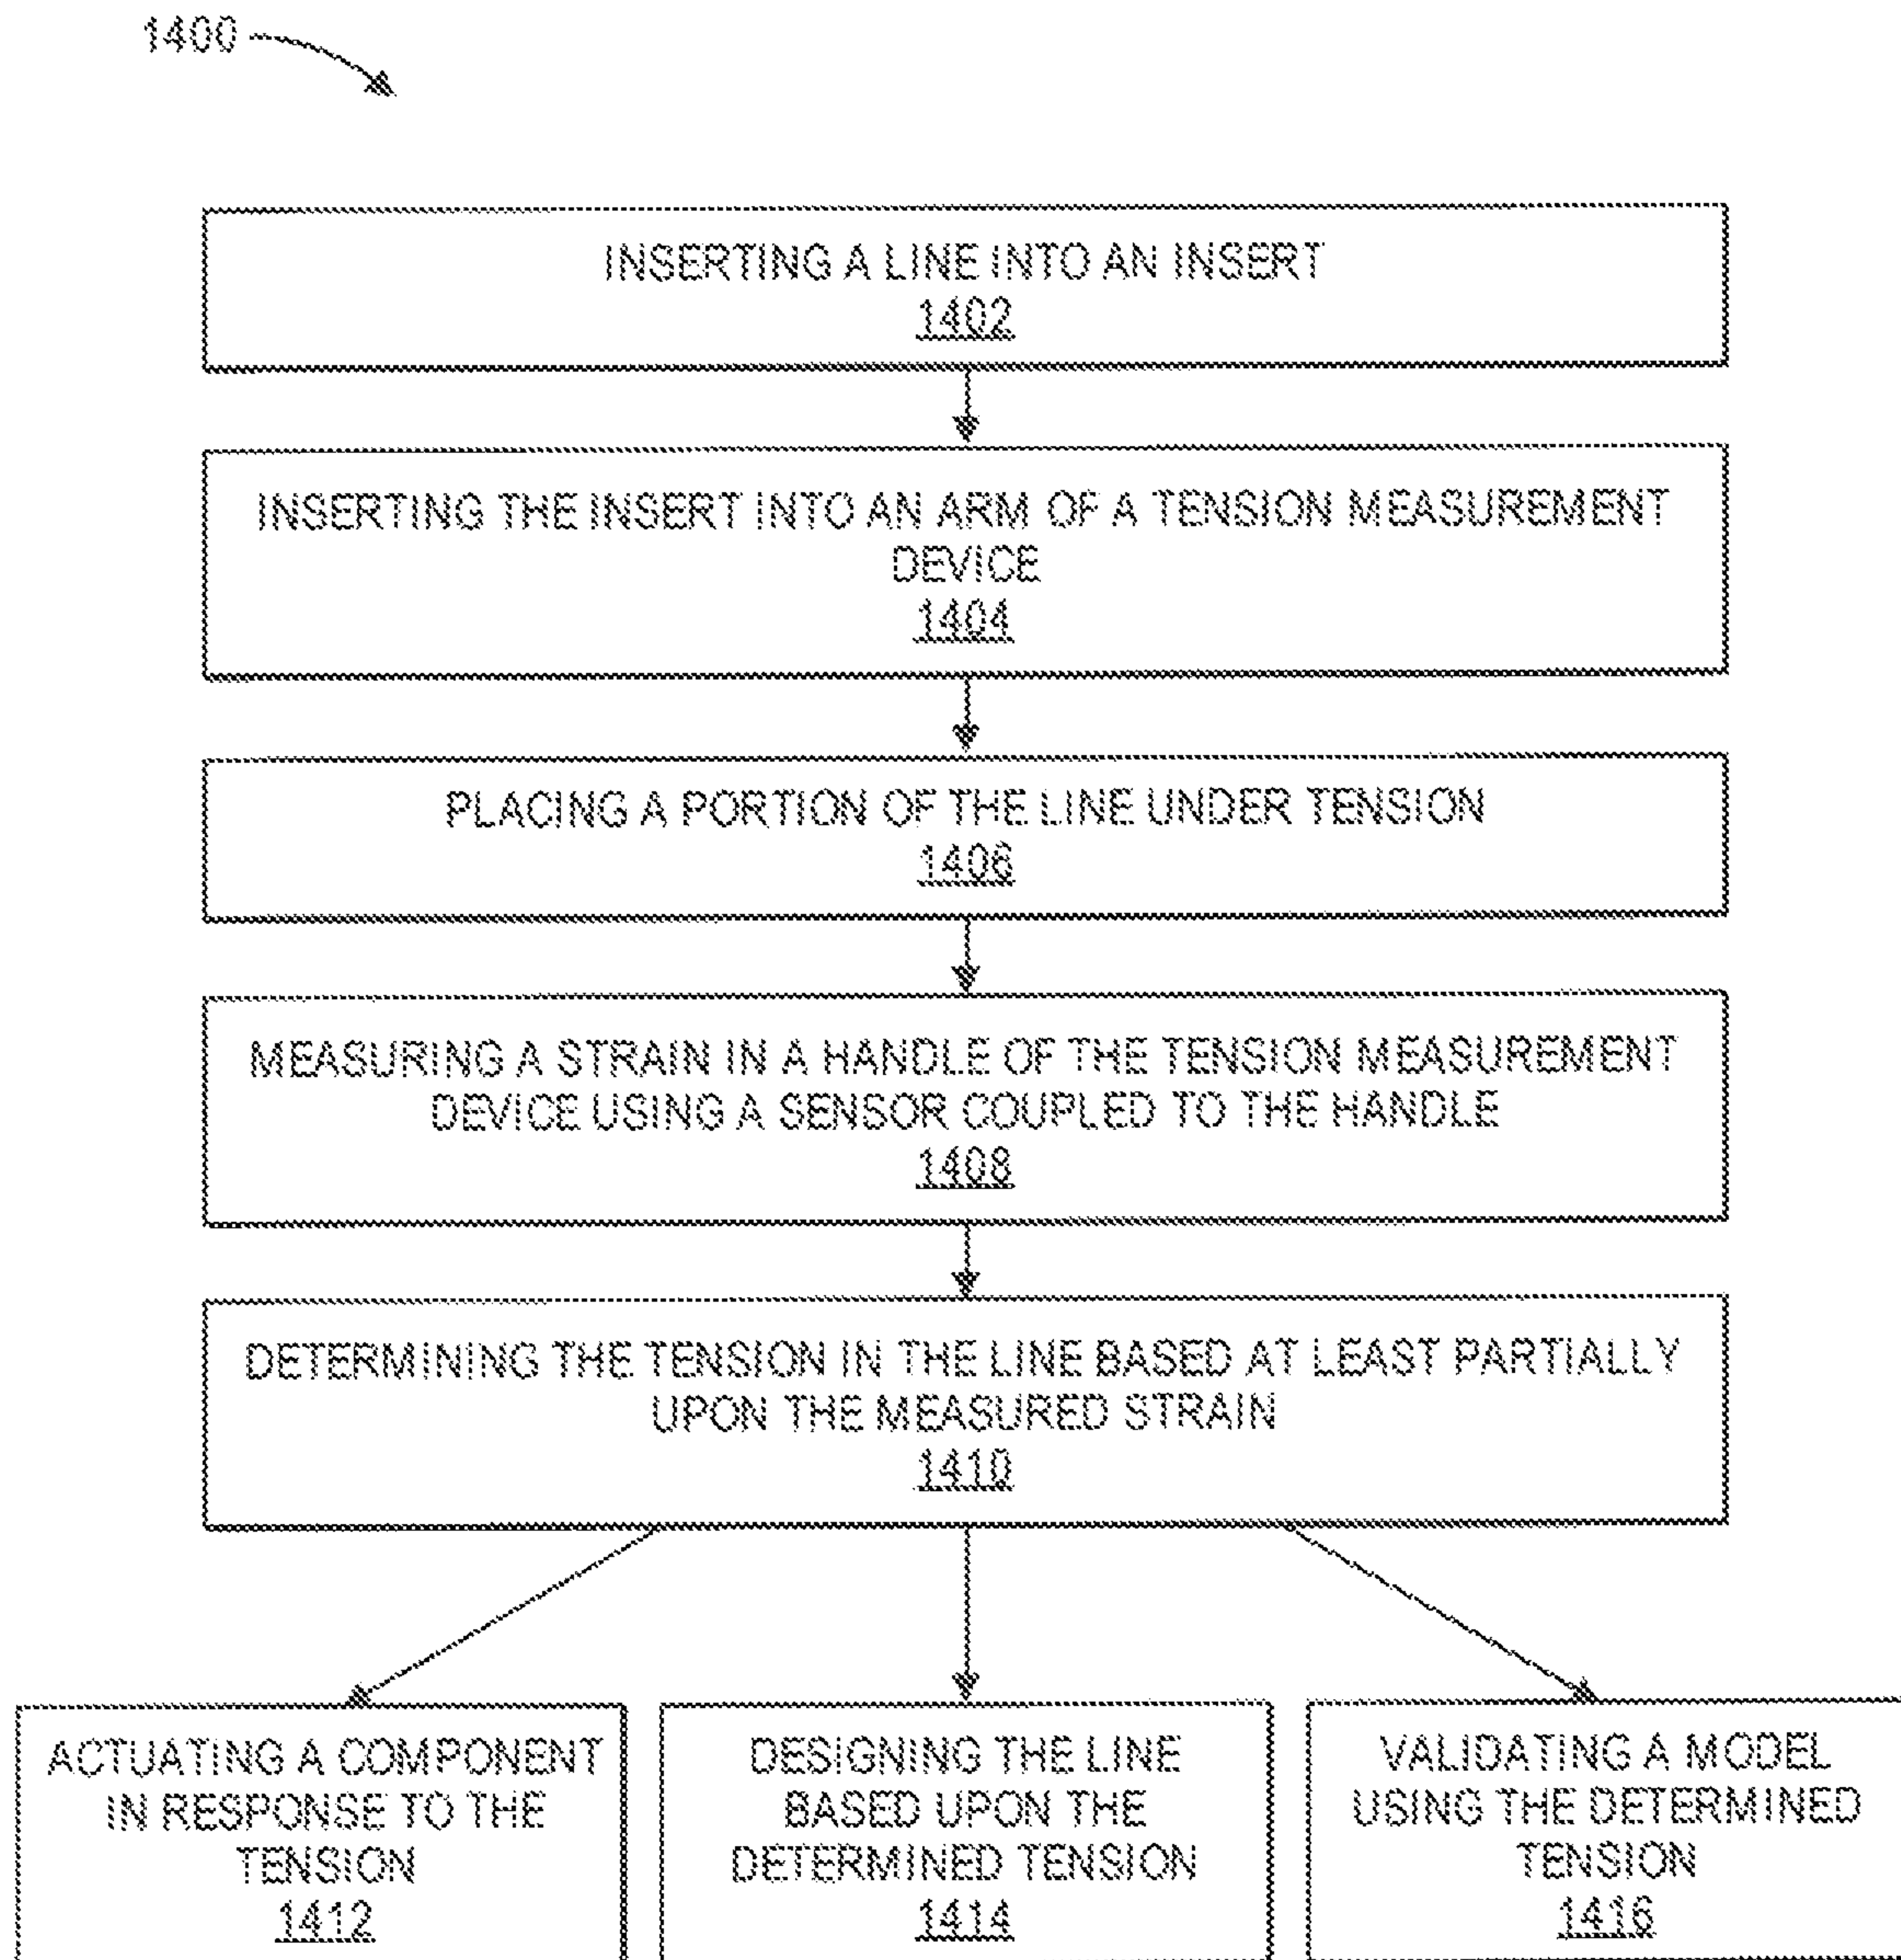 1400
INSERTING A LINE INTO AN INSERT
1402
INSERTING THE INSERT INTO AN ARM OF A TENSION MEASUREMENT
DEVICE
1404
PLACING A PORTION OF THE LINE UNDER TENSION
1406
MEASURING A STRAIN IN A HANDLE OF THE TENSION MEASUREMENT
DEVICE USING A SENSOR COUPLED TO THE HANDLE
1408
DETERMINING THE TENSION IN THE LINE BASED AT LEAST PARTIALLY
UPON THE MEASURED STRAIN
1410
ACTUATING A COMPONENT
IN RESPONSE TO THE
TENSION
1412
DESIGNING THE LINE
BASED UPON THE
DETERMINED TENSION
1414
VALIDATING A MODEL
USING THE DETERMINED
TENSION
1416